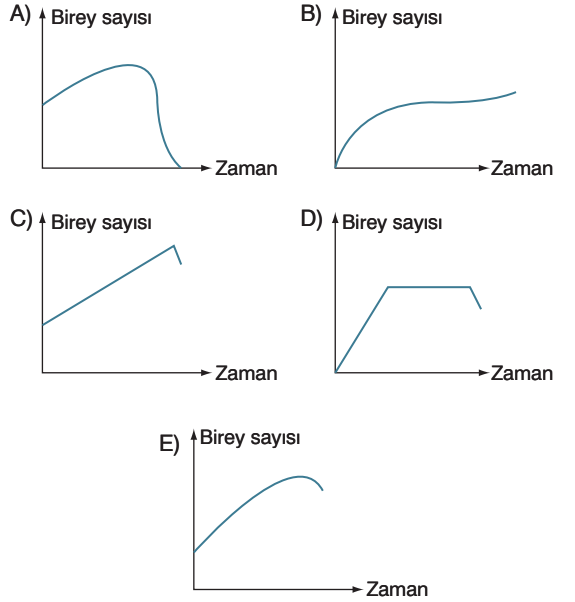 A) Birey sayısı
Zaman
B) Birey sayısı
Zaman
C) Birey sayısı
Zaman
D) Birey sayısı
Zaman
E) Birey sayısı
Zaman